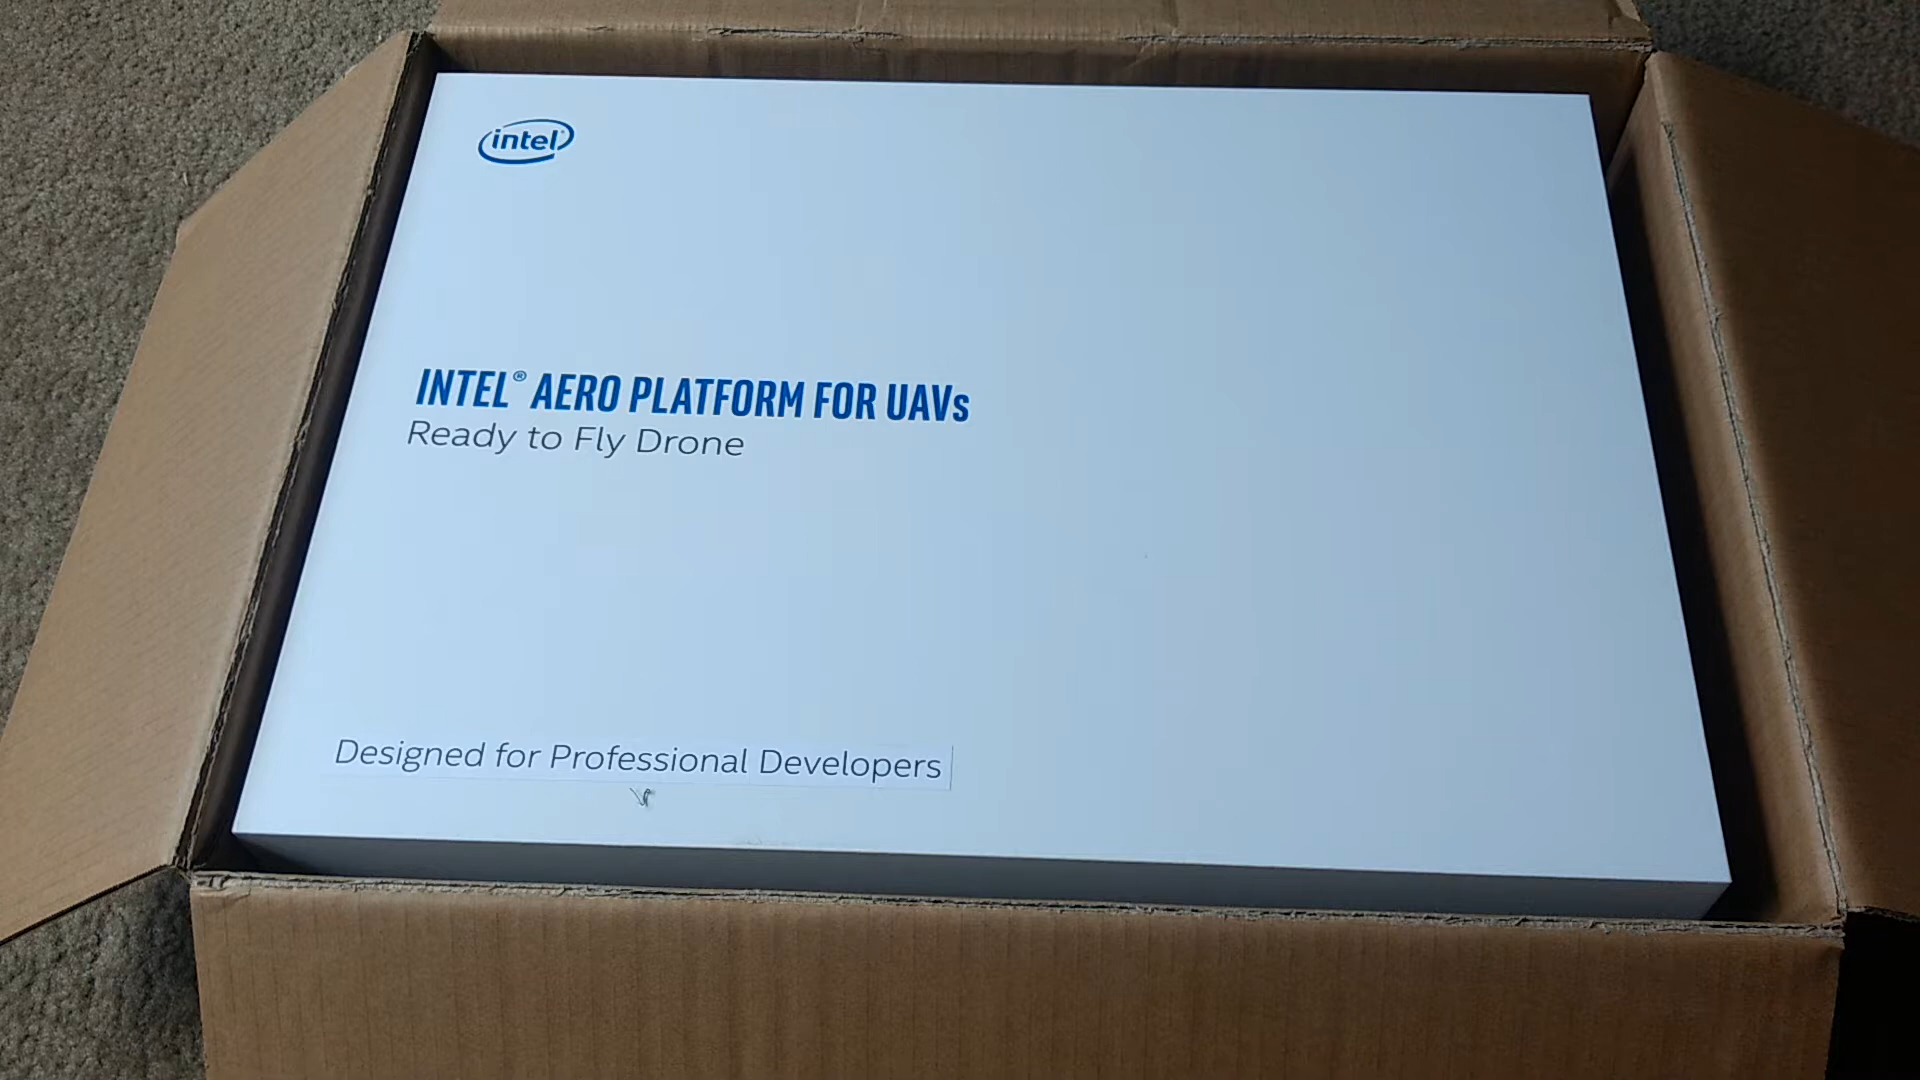 intel
INTEL® AERO PLATFORM FOR UAVs
Ready to Fly Drone
Designed for Professional Developers